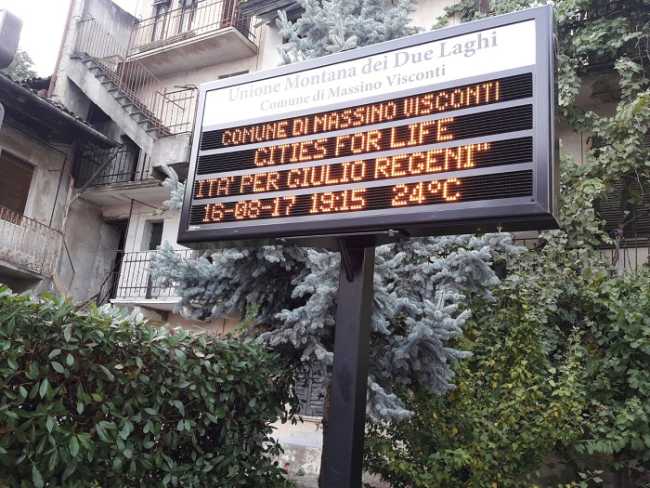 Unione Montana dei Due Laghi
Comune di Massino Visconti
COMUNE DI MASSINO VISCONTI
CITIES FOR LIFE
ITA' PER GIULIO REGENI"
16-08-17 19:15 24°C